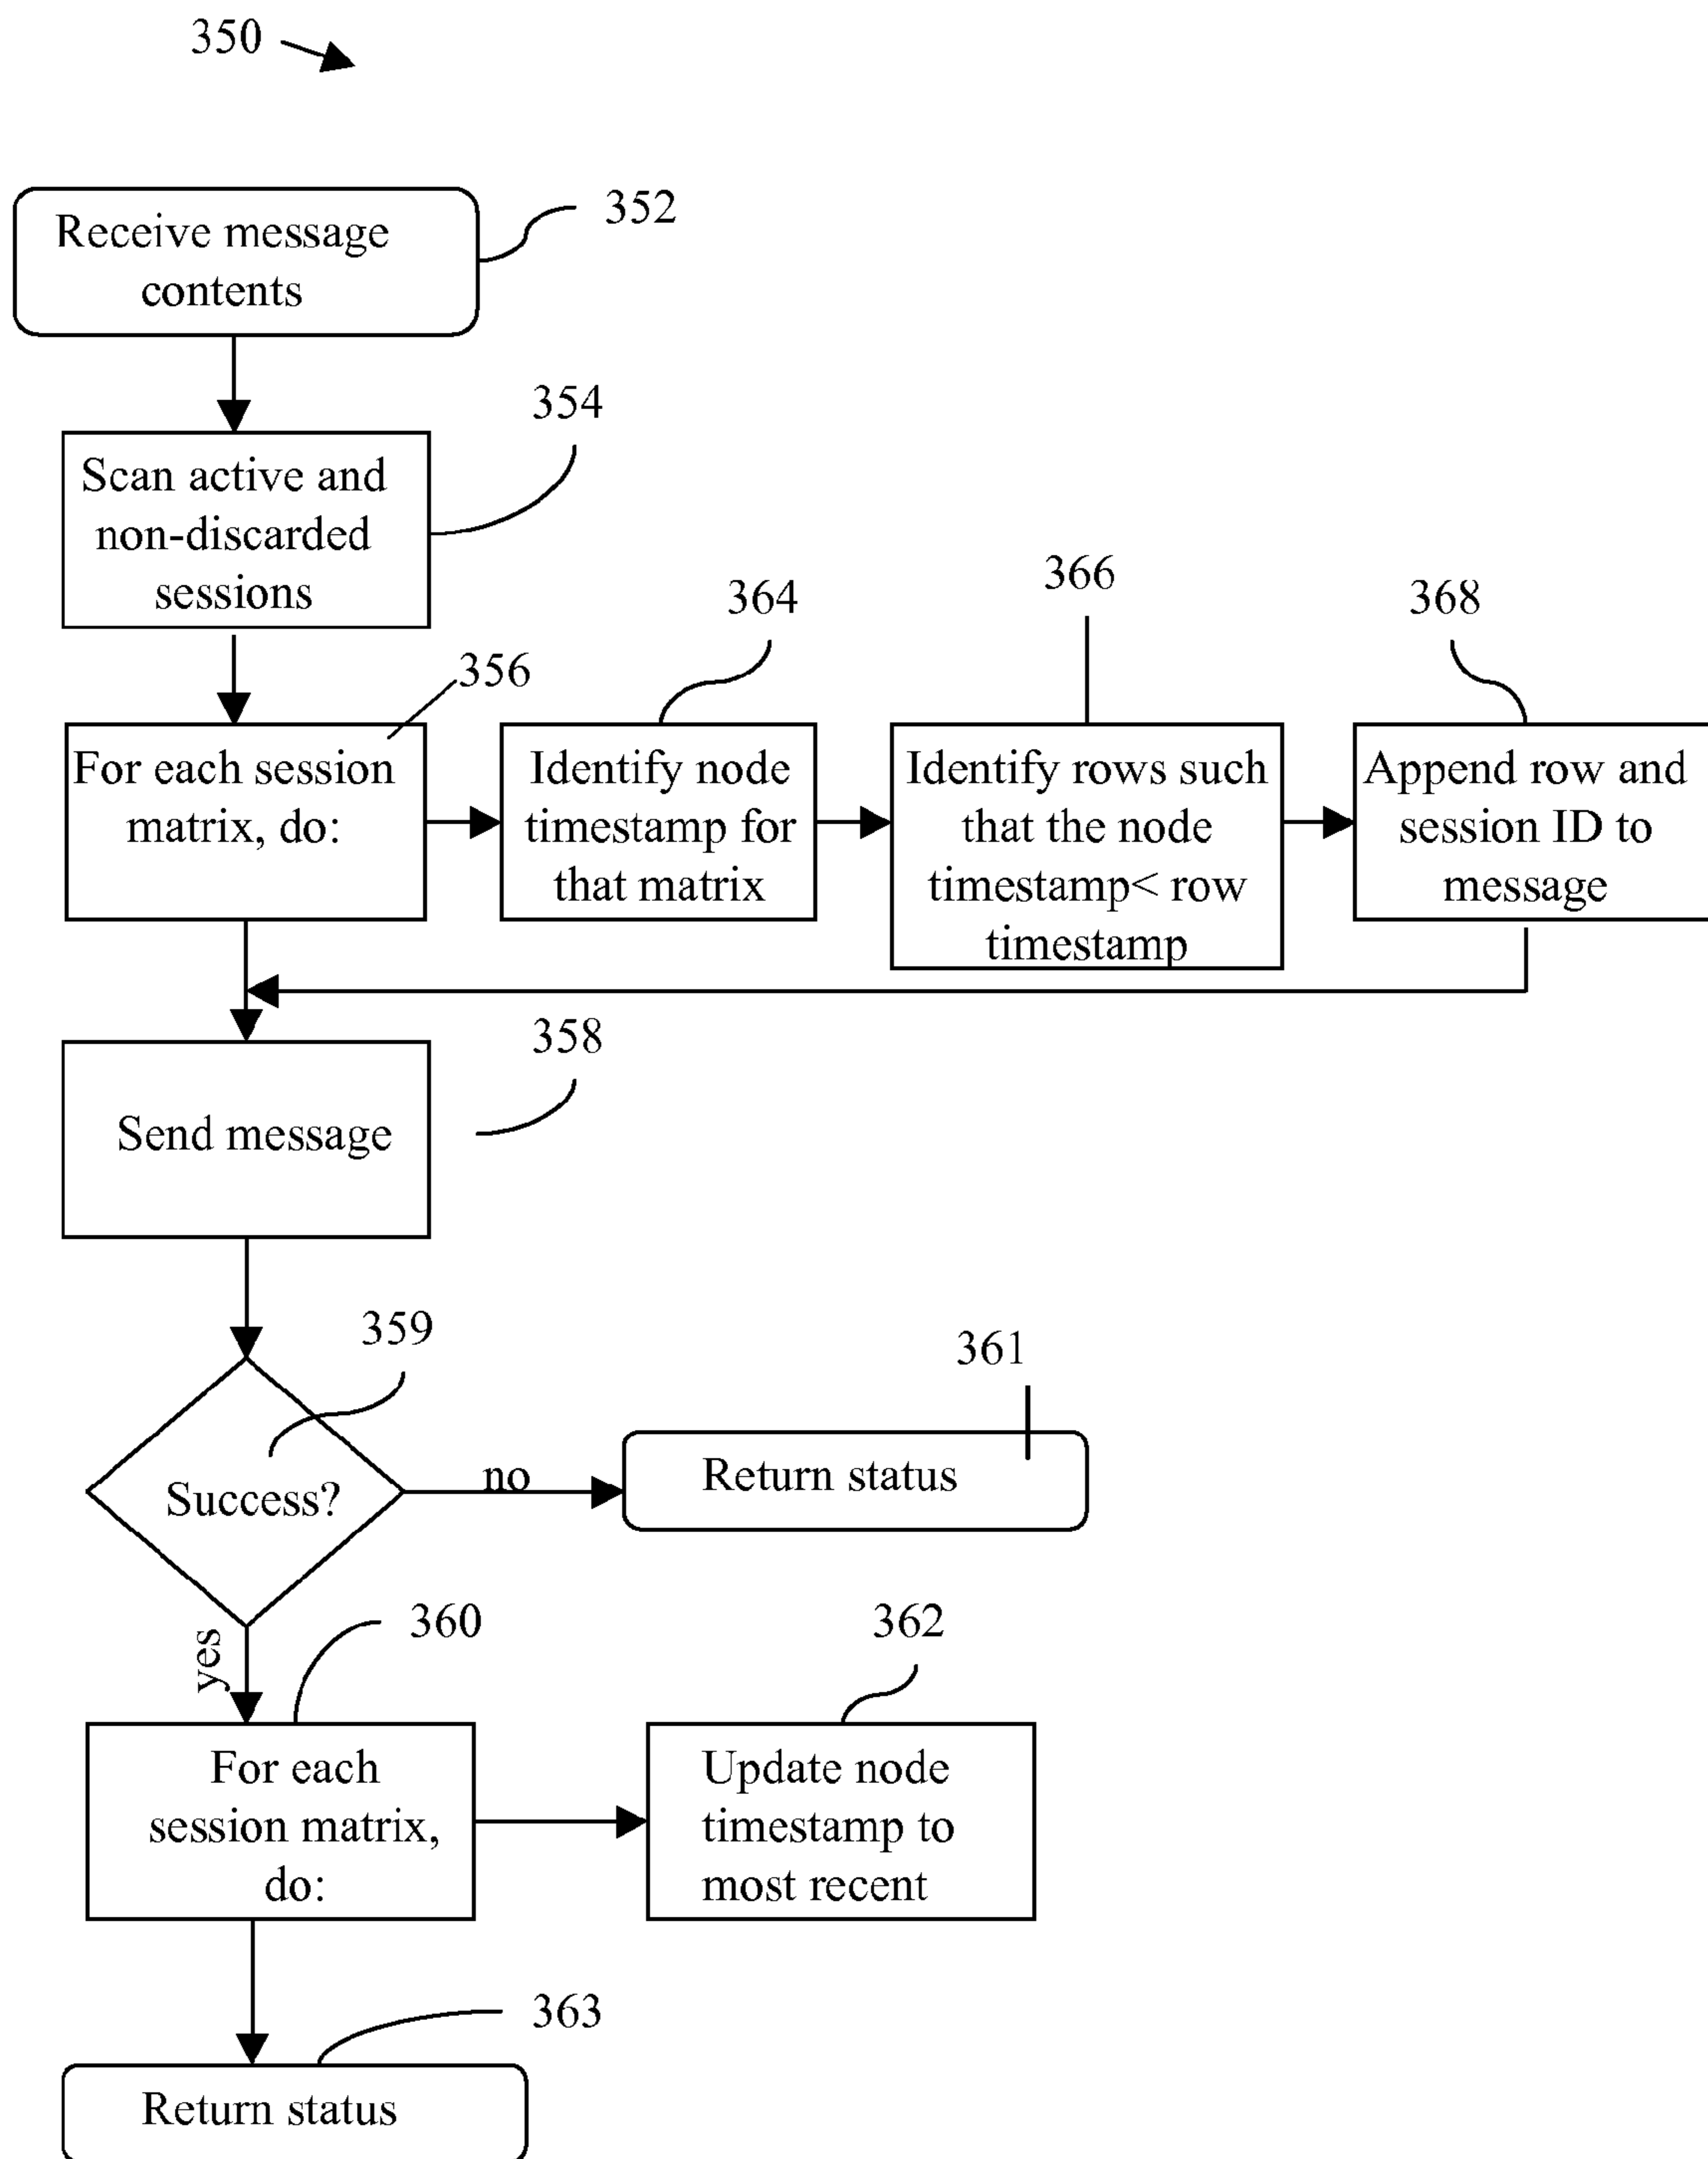 350
352
Receive message
contents
354
Scan active and
non-discarded
sessions
356
364
366
368
For each session
matrix, do:
Identify node
timestamp for
that matrix
Identify rows such
that the node
timestamp< row
timestamp
Append row and
session ID to
message
358
Send message
359
361
Success?
no
Return status
yes
360
362
For each
session matrix,
do:
Update node
timestamp to
most recent
363
Return status